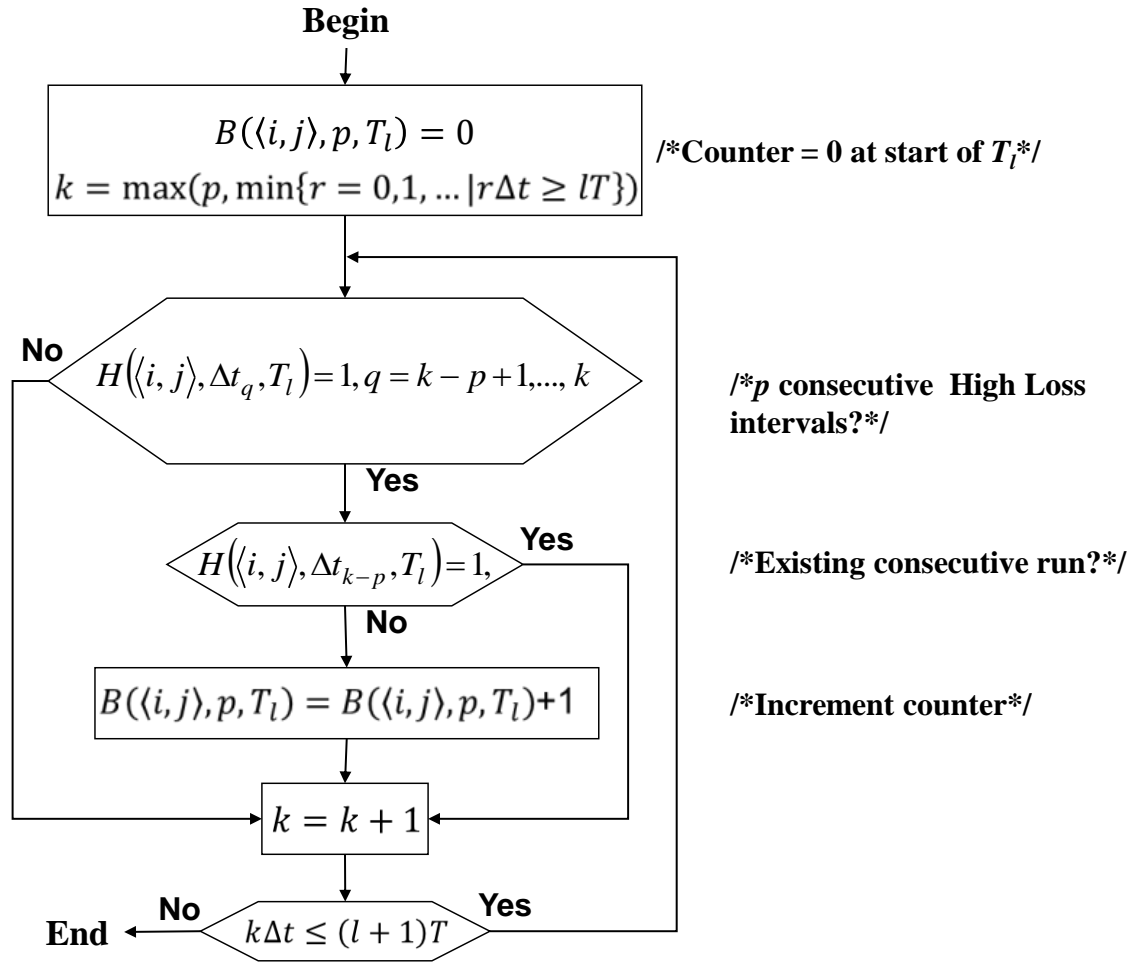 Begin
B(⟨i, j⟩, p, T_l) = 0
k = max(p, min{r = 0,1, … |rΔt ≥ lT})
/*Counter = 0 at start of T_l*/
No
H(⟨i, j⟩, Δt_q, T_l) = 1, q = k − p + 1,..., k
/*p consecutive High Loss
intervals?*/
Yes
H(⟨i, j⟩, Δt_{k−p}, T_l) = 1,
Yes
/*Existing consecutive run?*/
No
B(⟨i, j⟩, p, T_l) = B(⟨i, j⟩, p, T_l)+1
/*Increment counter*/
k = k + 1
No
Yes
End
kΔt ≤ (l + 1)T